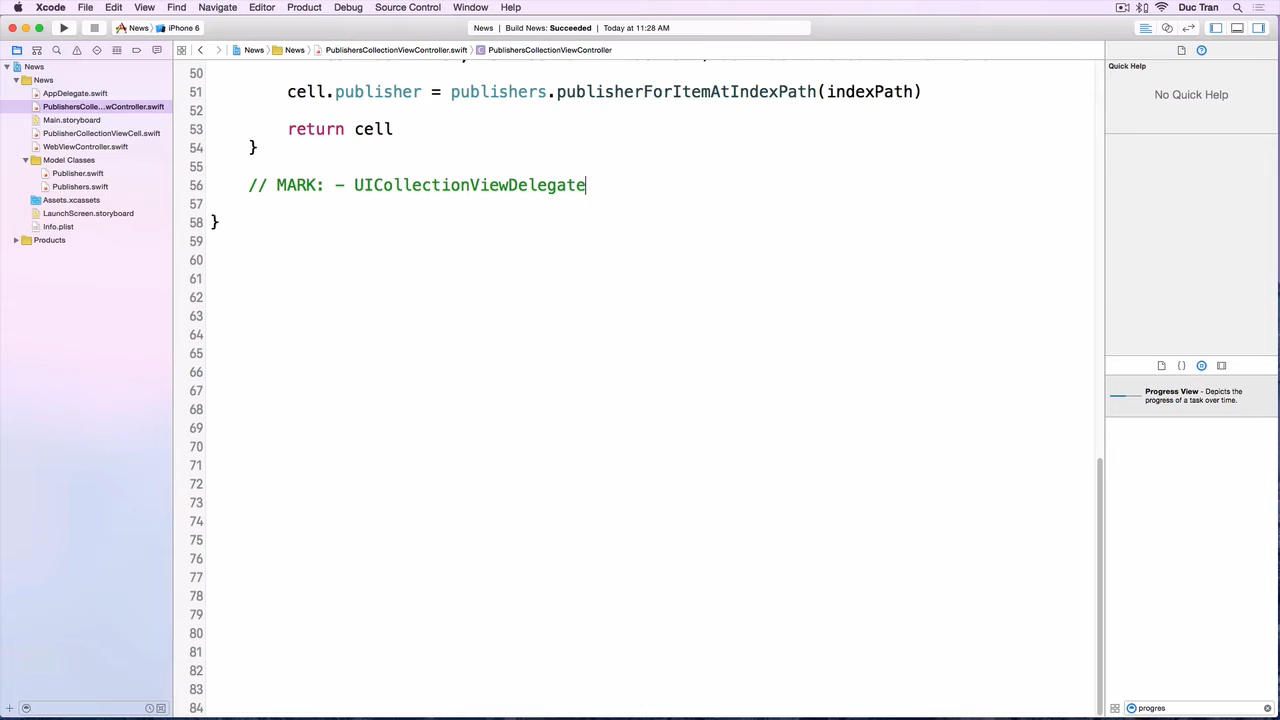 Xcode File Edit View Find Navigate Editor Product Debug Source Control Window Help Duc Tran
News iPhone 6 News Build News: Succeeded Today at 11:28 AM
News News PublishersCollectionViewController.swift PublishersCollectionViewController
News
News
AppDelegate.swift
PublishersColle...wController.swift
Main.storyboard
PublisherCollectionViewCell.swift
WebViewController.swift
Model Classes
Publisher.swift
Publishers.swift
Assets.xcassets
LaunchScreen.storyboard
Info.plist
Products
50
51 cell.publisher = publishers.publisherForItemAtIndexPath(indexPath)
52
53 return cell
54 }
55
56 // MARK: - UICollectionViewDelegate
57
58 }
59
60
61
62
63
64
65
66
67
68
69
70
71
72
73
74
75
76
77
78
79
80
81
82
83
84
Quick Help
No Quick Help
Progress View - Depicts the
progress of a task over time.
progres